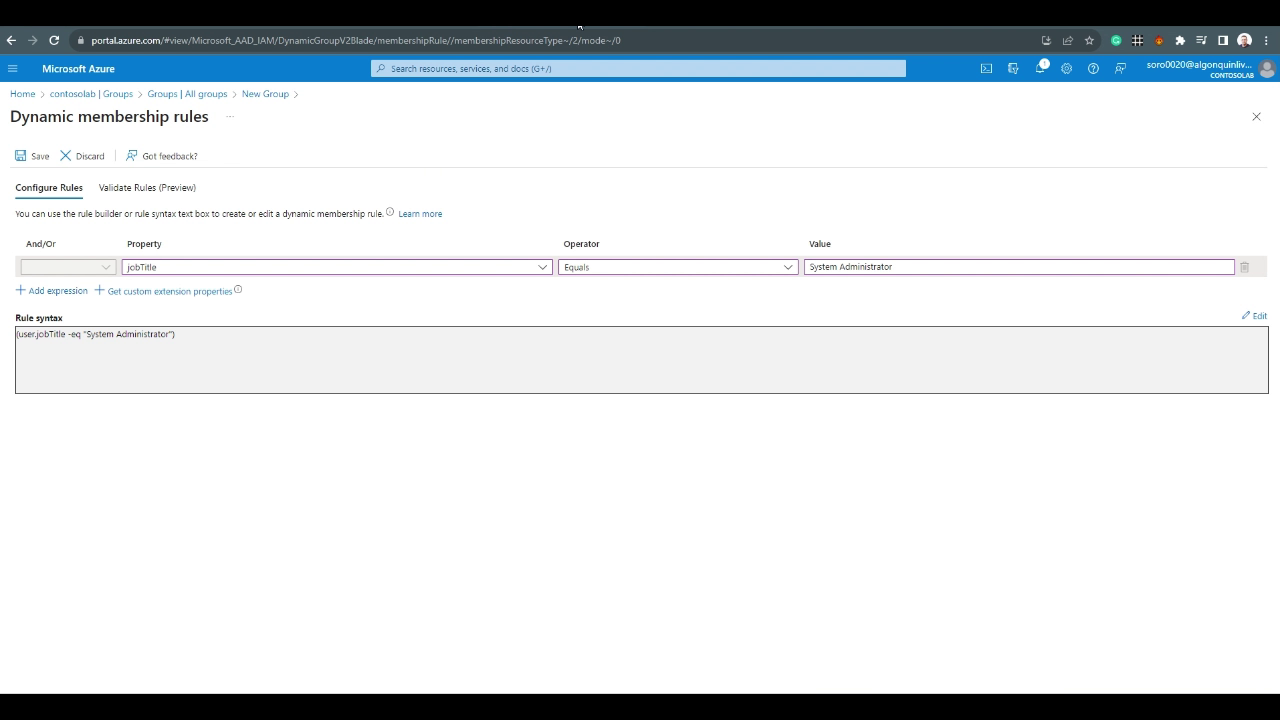 portal.azure.com/#view/Microsoft_AAD_IAM/DynamicGroupV2Blade/membershipRule//membershipResourceType~/2/mode~/0
Microsoft Azure
Search resources, services, and docs (G+/)
1
soro0020@algonquinliv...
CONTOSOLAB
Home > contosolab | Groups > Groups | All groups > New Group >
Dynamic membership rules ...
Save Discard Got feedback?
Configure Rules Validate Rules (Preview)
You can use the rule builder or rule syntax text box to create or edit a dynamic membership rule. Learn more
And/Or Property Operator Value
jobTitle Equals System Administrator
+ Add expression + Get custom extension properties
Rule syntax Edit
(user.jobTitle -eq "System Administrator")